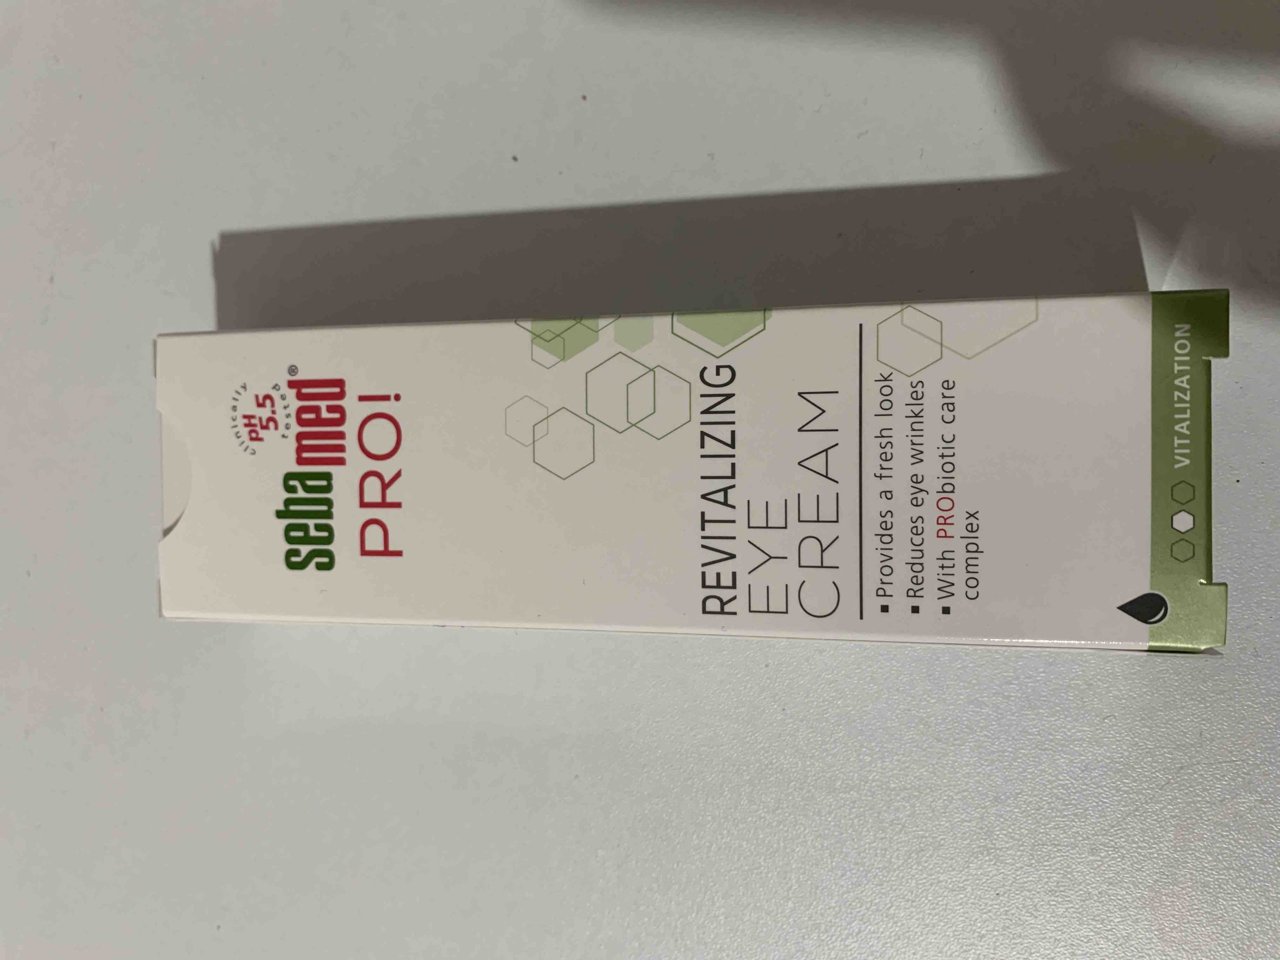 clinically
pH
5.5
tested
sebamed®
PRO!
REVITALIZING
EYE
CREAM
▪ Provides a fresh look
▪ Reduces eye wrinkles
▪ With PRObiotic care
complex
VITALIZATION